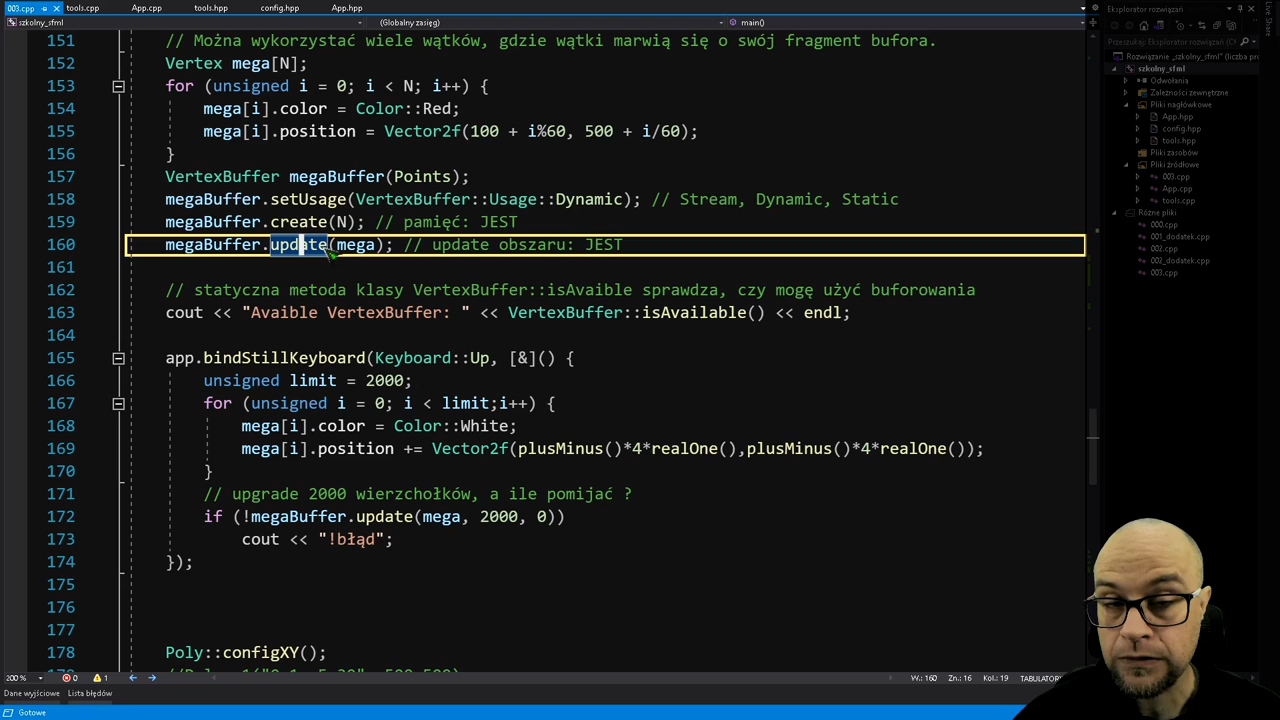 003.cpp
tools.cpp
App.cpp
tools.hpp
config.hpp
App.hpp
szkolny_sfml
(Globalny zasięg)
main()
151 // Można wykorzystać wiele wątków, gdzie wątki marwią się o swój fragment bufora.
152 Vertex mega[N];
153 for (unsigned i = 0; i < N; i++) {
154 mega[i].color = Color::Red;
155 mega[i].position = Vector2f(100 + i%60, 500 + i/60);
156 }
157 VertexBuffer megaBuffer(Points);
158 megaBuffer.setUsage(VertexBuffer::Usage::Dynamic); // Stream, Dynamic, Static
159 megaBuffer.create(N); // pamięć: JEST
160 megaBuffer.update(mega); // update obszaru: JEST
161
162 // statyczna metoda klasy VertexBuffer::isAvaible sprawdza, czy mogę użyć buforowania
163 cout << "Avaible VertexBuffer: " << VertexBuffer::isAvailable() << endl;
164
165 app.bindStillKeyboard(Keyboard::Up, [&]() {
166 unsigned limit = 2000;
167 for (unsigned i = 0; i < limit;i++) {
168 mega[i].color = Color::White;
169 mega[i].position += Vector2f(plusMinus()*4*realOne(),plusMinus()*4*realOne());
170 }
171 // upgrade 2000 wierzchołków, a ile pomijać ?
172 if (!megaBuffer.update(mega, 2000, 0))
173 cout << "!błąd";
174 });
175
176
177
178 Poly::configXY();
200 %
0
1
W.: 160
Zn.: 16
Kol.: 19
TABULATORY
Dane wyjściowe
Lista błędów
Gotowe
Eksplorator rozwiązań
Przeszukaj: Eksplorator rozwiązań
Rozwiązanie „szkolny_sfml” (liczba
szkolny_sfml
Odwołania
Zależności zewnętrzne
Pliki nagłówkowe
App.hpp
config.hpp
tools.hpp
Pliki zasobów
Pliki źródłowe
003.cpp
App.cpp
tools.cpp
Różne pliki
000.cpp
001_dodatek.cpp
002.cpp
002_dodatek.cpp
003.cpp
Live Share